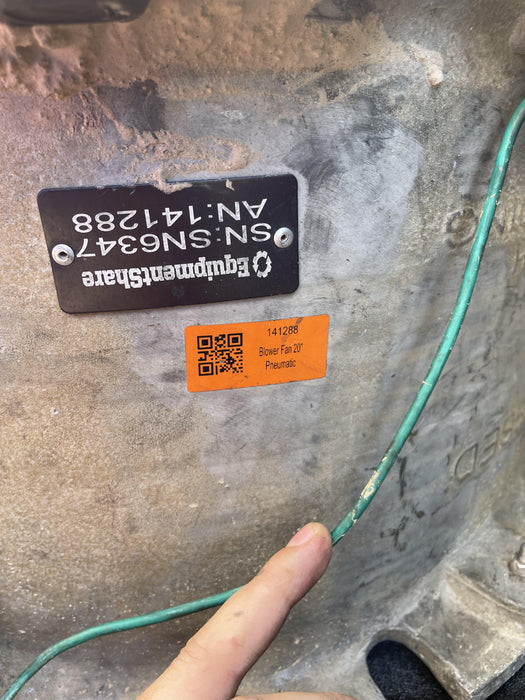 EquipmentShare
SN:SN6347
AN:141288
141288
Blower Fan 20"
Pneumatic